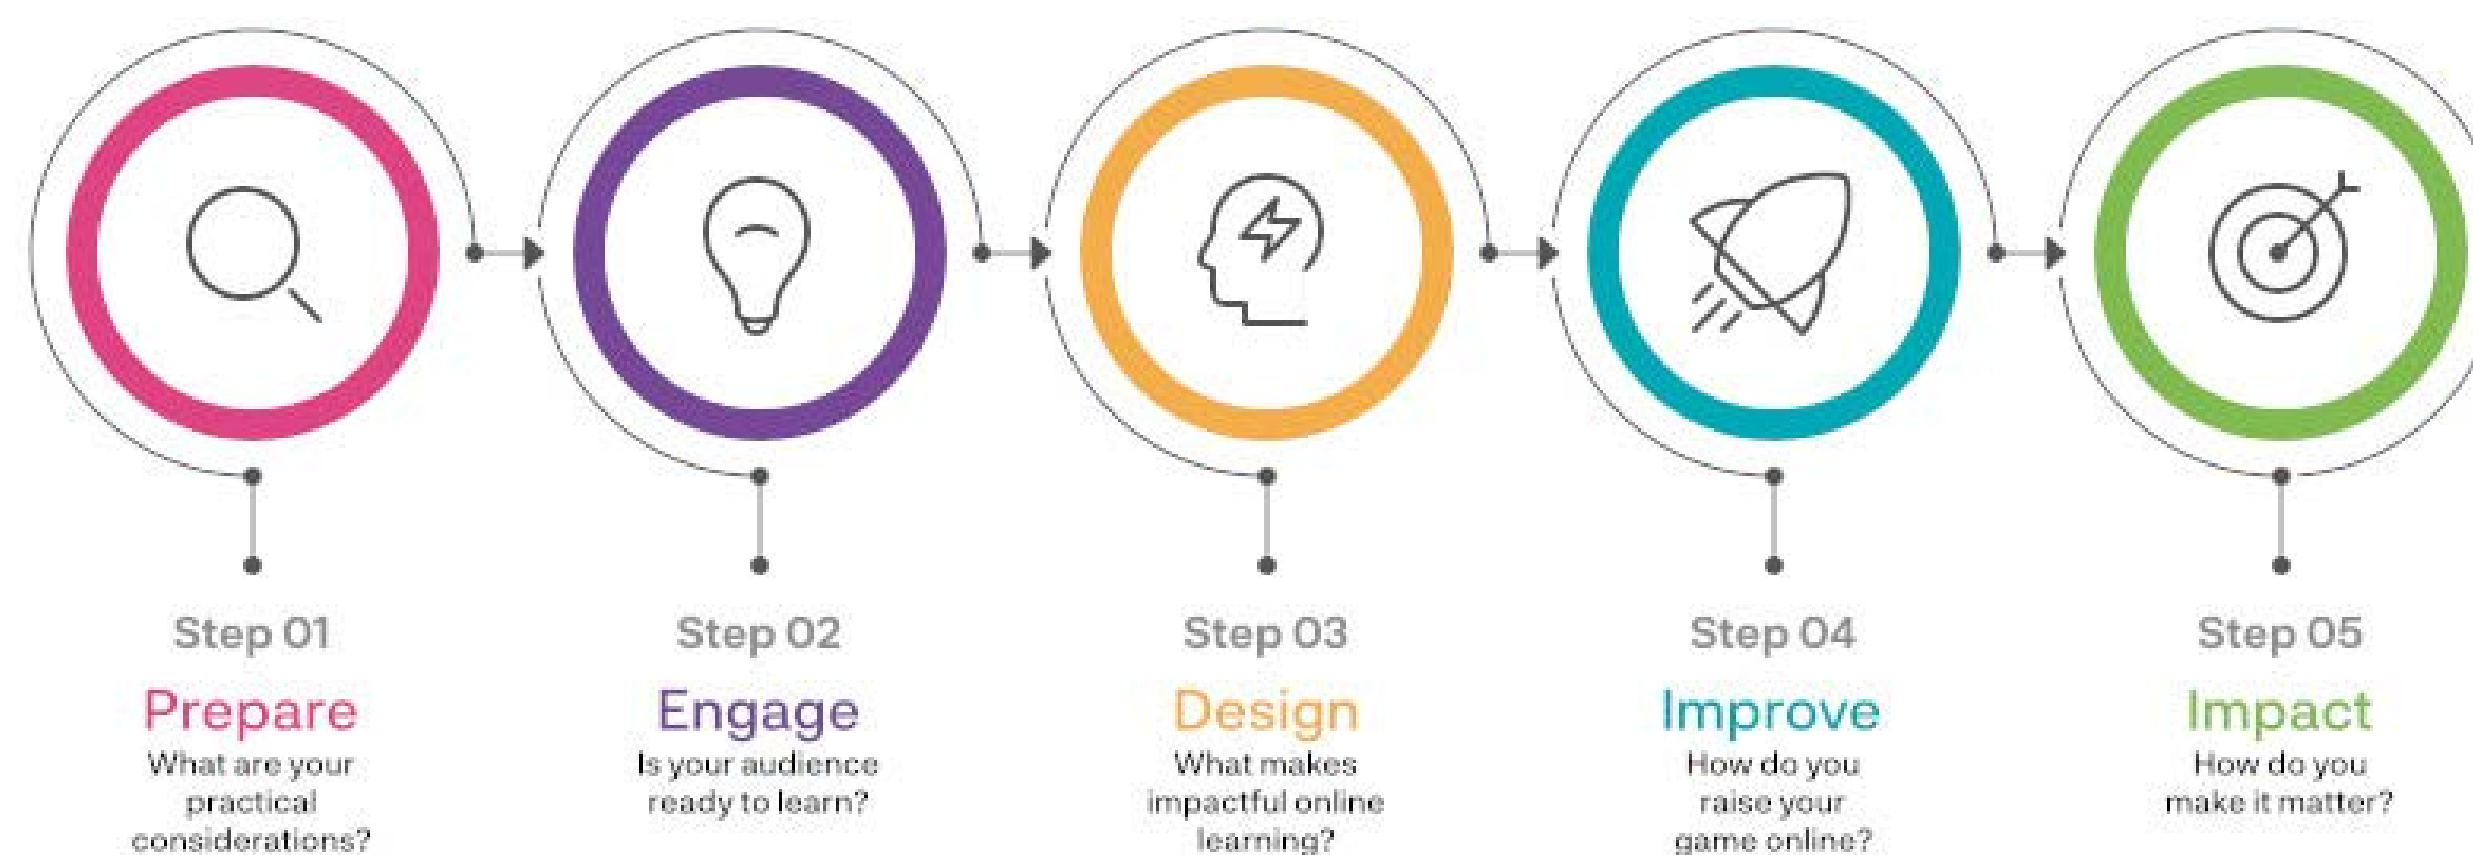 Step 01
Prepare
What are your
practical
considerations?
Step 02
Engage
Is your audience
ready to learn?
Step 03
Design
What makes
impactful online
learning?
Step 04
Improve
How do you
raise your
game online?
Step 05
Impact
How do you
make it matter?